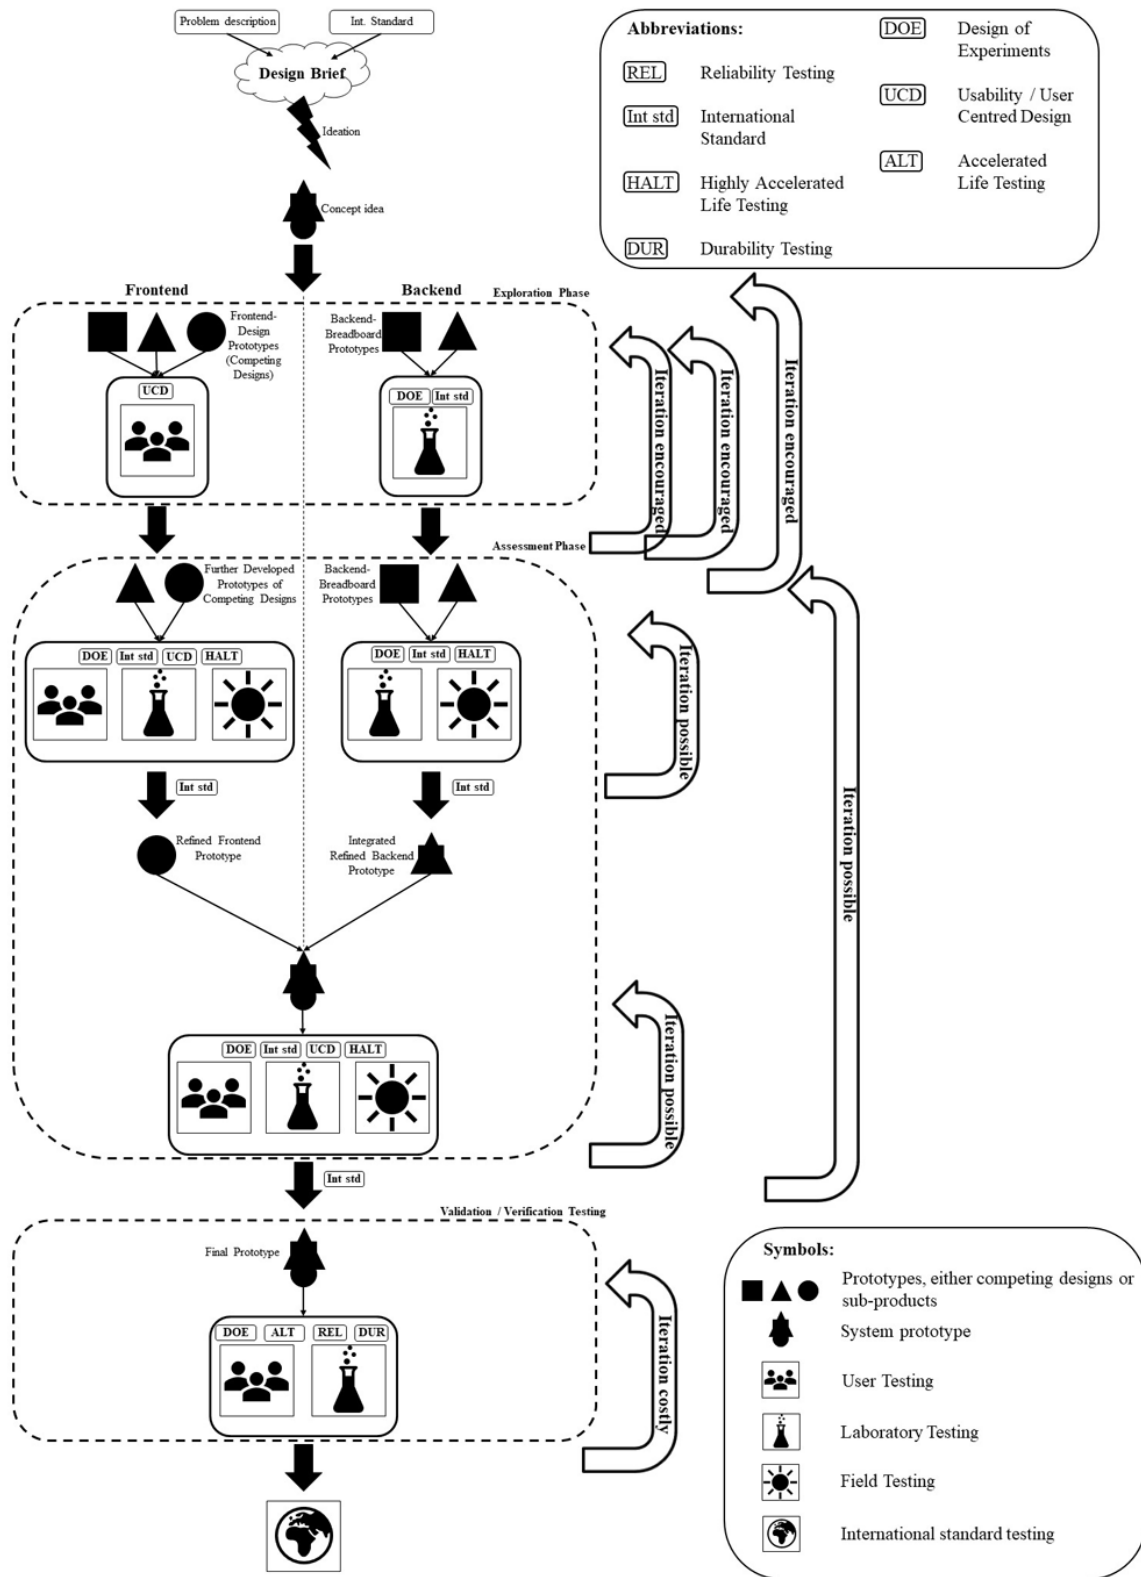 Problem description
Int. Standard
Design Brief
Ideation
Concept idea
Abbreviations:
REL Reliability Testing
Int std International
Standard
HALT Highly Accelerated
Life Testing
DUR Durability Testing
DOE Design of
Experiments
UCD Usability / User
Centred Design
ALT Accelerated
Life Testing
Frontend
Backend
Exploration Phase
Frontend-
Design
Prototypes
(Competing
Designs)
Backend-
Breadboard
Prototypes
UCD
DOE Int std
Iteration encouraged
Iteration encouraged
Iteration encouraged
Assessment Phase
Further Developed
Prototypes of
Competing Designs
Backend-
Breadboard
Prototypes
DOE Int std UCD HALT
DOE Int std HALT
Iteration possible
Int std
Int std
Refined Frontend
Prototype
Integrated
Refined Backend
Prototype
Iteration possible
DOE Int std UCD HALT
Iteration possible
Int std
Validation / Verification Testing
Final Prototype
DOE ALT REL DUR
Iteration costly
Symbols:
Prototypes, either competing designs or
sub-products
System prototype
User Testing
Laboratory Testing
Field Testing
International standard testing